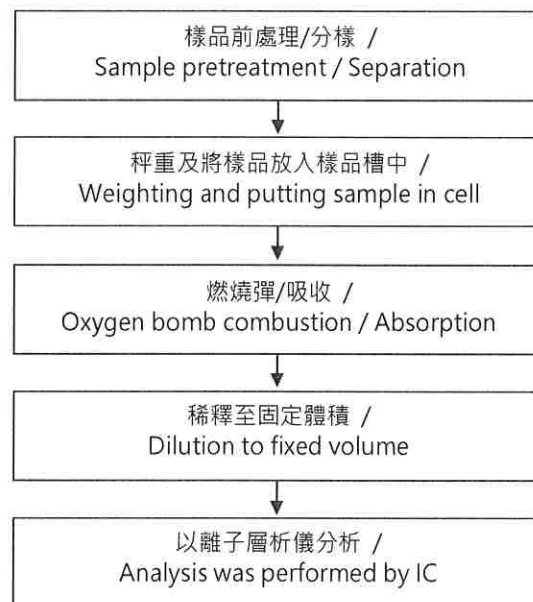 樣品前處理/分樣 /
Sample pretreatment / Separation
秤重及將樣品放入樣品槽中 /
Weighting and putting sample in cell
燃燒彈/吸收 /
Oxygen bomb combustion / Absorption
稀釋至固定體積 /
Dilution to fixed volume
以離子層析儀分析 /
Analysis was performed by IC